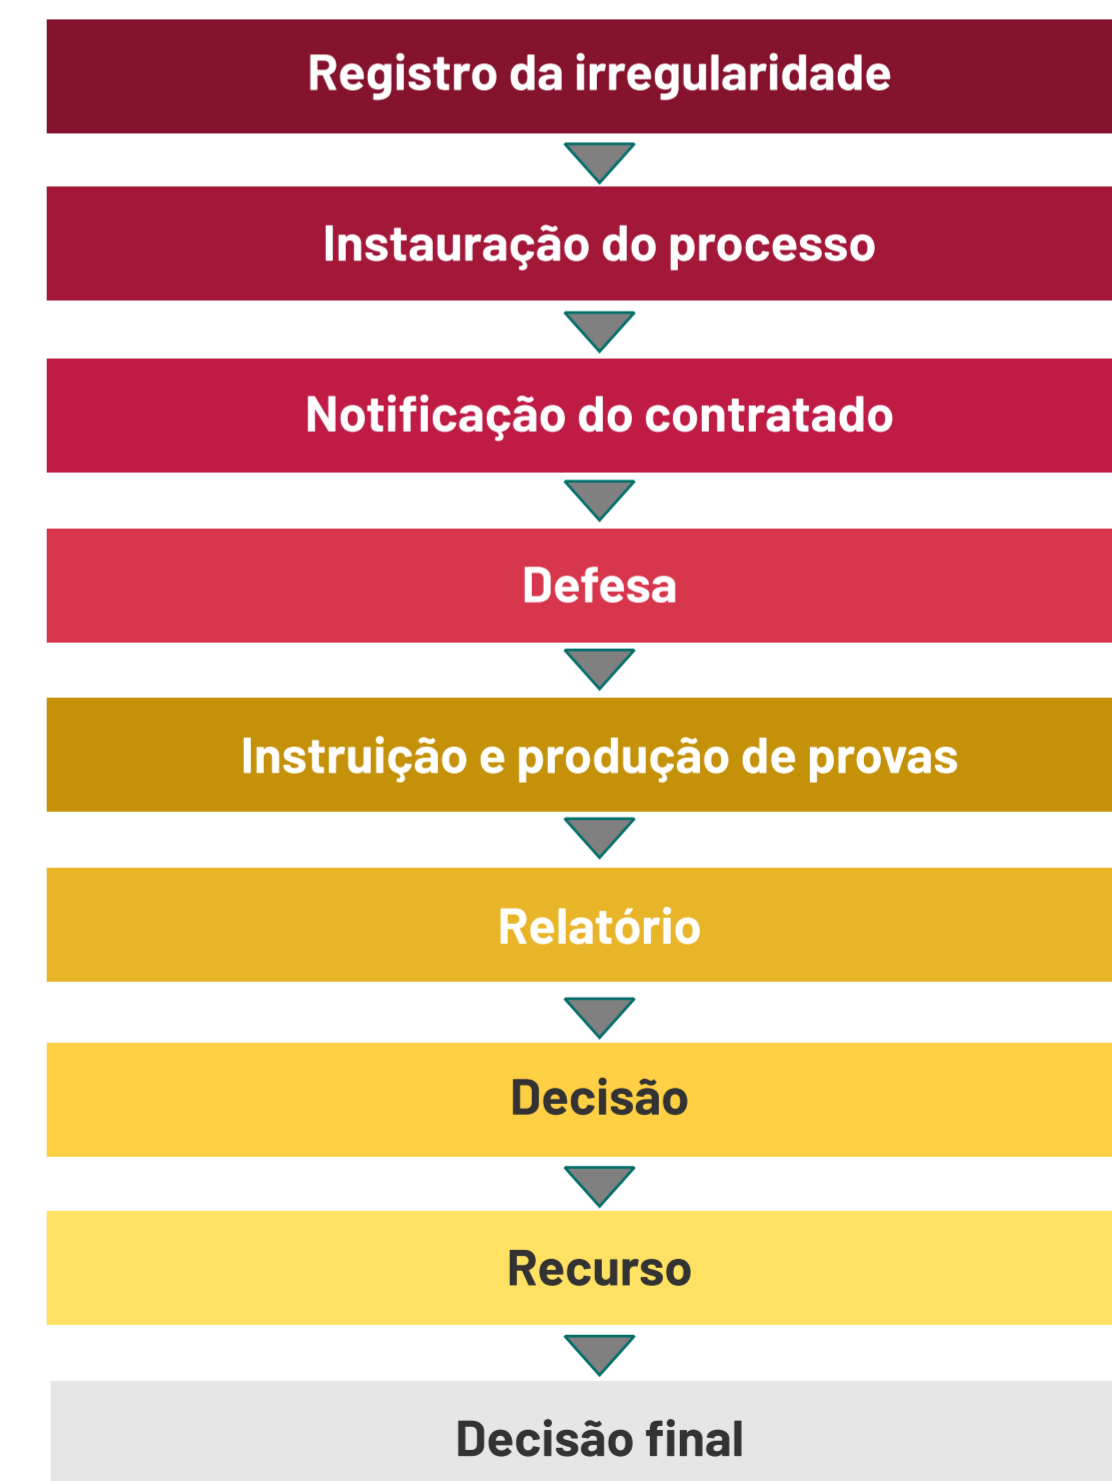 Registro da irregularidade
Instauração do processo
Notificação do contratado
Defesa
Instruição e produção de provas
Relatório
Decisão
Recurso
Decisão final